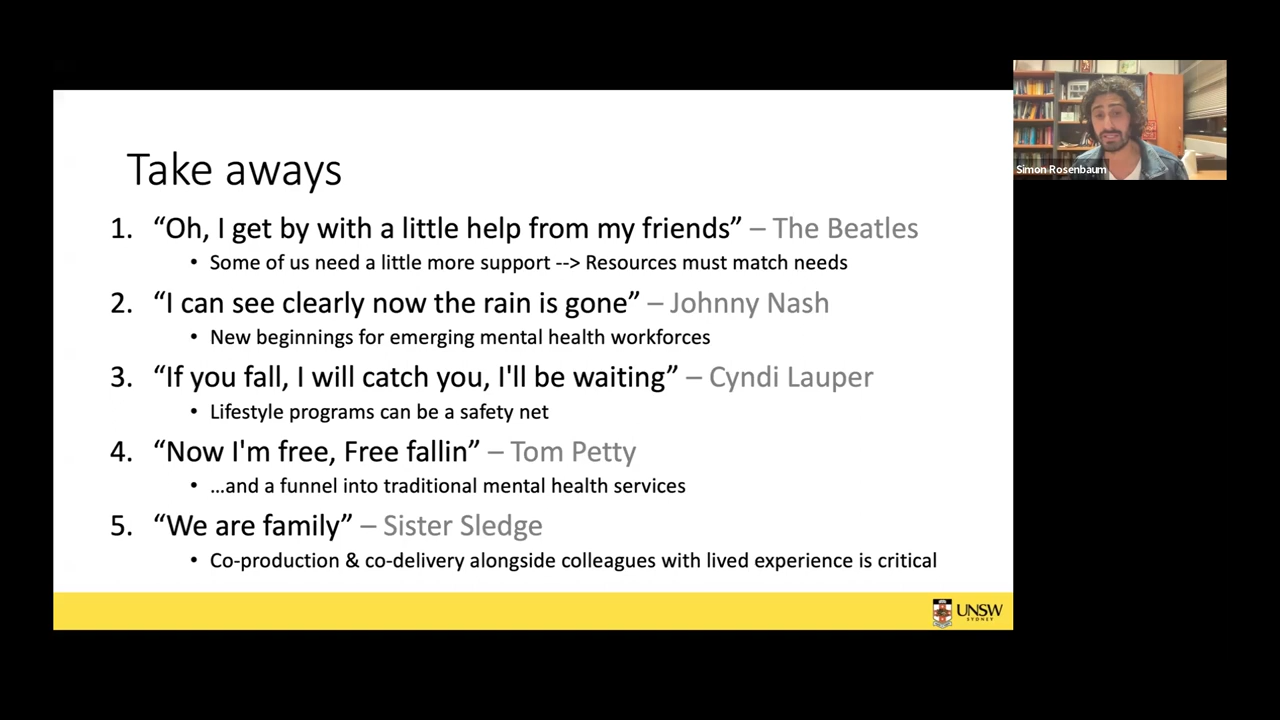 Take aways
1. “Oh, I get by with a little help from my friends” – The Beatles
• Some of us need a little more support --> Resources must match needs
2. “I can see clearly now the rain is gone” – Johnny Nash
• New beginnings for emerging mental health workforces
3. “If you fall, I will catch you, I'll be waiting” – Cyndi Lauper
• Lifestyle programs can be a safety net
4. “Now I'm free, Free fallin” – Tom Petty
• …and a funnel into traditional mental health services
5. “We are family” – Sister Sledge
• Co-production & co-delivery alongside colleagues with lived experience is critical
UNSW
SYDNEY
Simon Rosenbaum